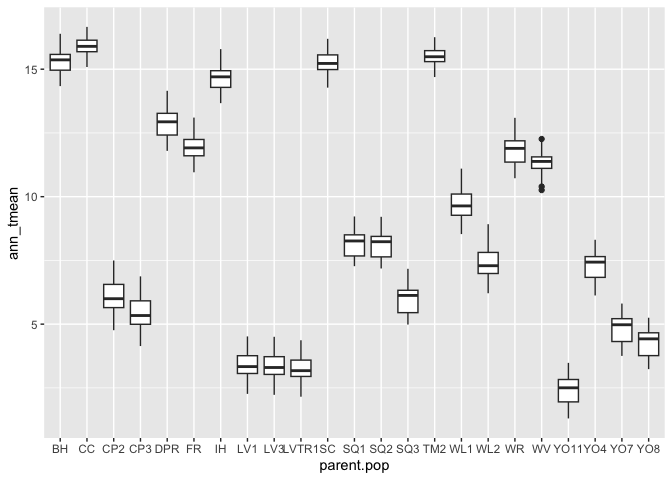 15
10
5
ann_tmean
BH CC CP2 CP3 DPR FR IH LV1 LV3 LVTR1 SC SQ1 SQ2 SQ3 TM2 WL1 WL2 WR WV YO11 YO4 YO7 YO8
parent.pop